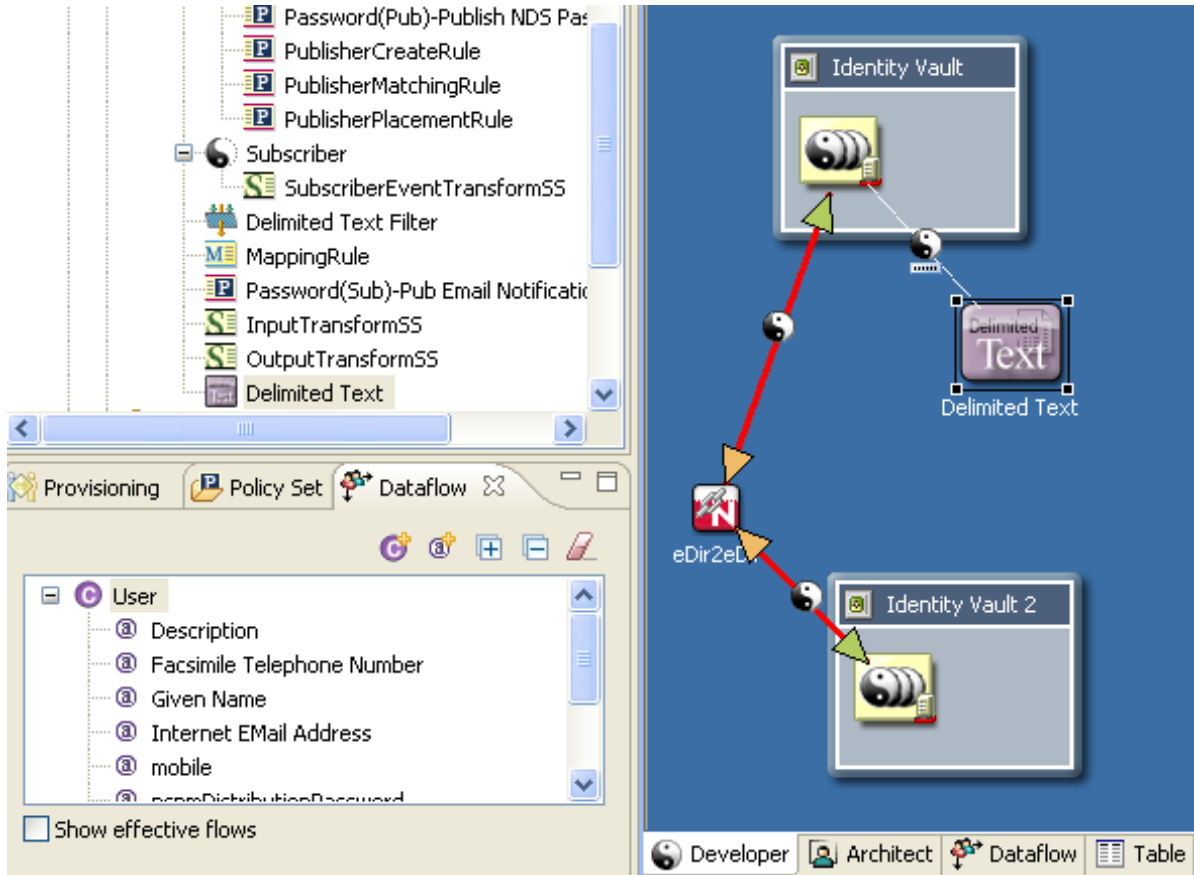 Password(Pub)-Publish NDS Pas
PublisherCreateRule
PublisherMatchingRule
PublisherPlacementRule
Subscriber
SubscriberEventTransformSS
Delimited Text Filter
MappingRule
Password(Sub)-Pub Email Notificatio
InputTransformSS
OutputTransformSS
Delimited Text
Provisioning
Policy Set
Dataflow
User
Description
Facsimile Telephone Number
Given Name
Internet EMail Address
mobile
Show effective flows
Identity Vault
Delimited
Text
Delimited Text
eDir2eDi
Identity Vault 2
Developer
Architect
Dataflow
Table